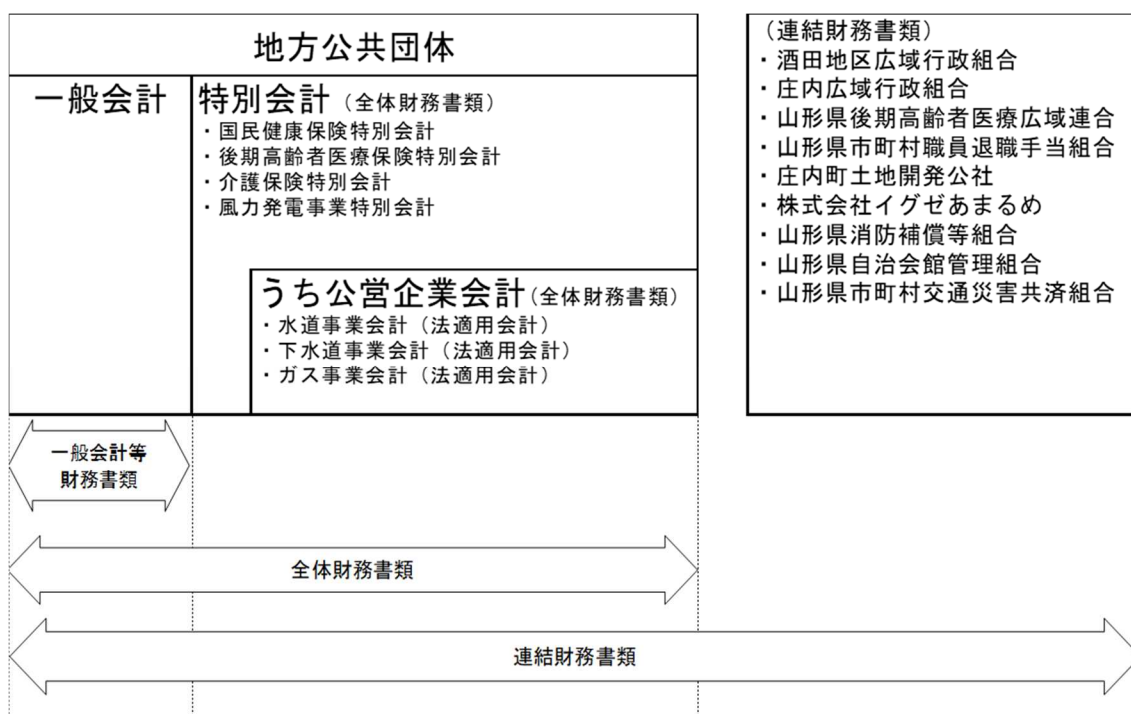 地方公共団体
一般会計
特別会計（全体財務書類）
・国民健康保険特別会計
・後期高齢者医療保険特別会計
・介護保険特別会計
・風力発電事業特別会計
うち公営企業会計（全体財務書類）
・水道事業会計（法適用会計）
・下水道事業会計（法適用会計）
・ガス事業会計（法適用会計）
（連結財務書類）
・酒田地区広域行政組合
・庄内広域行政組合
・山形県後期高齢者医療広域連合
・山形県市町村職員退職手当組合
・庄内町土地開発公社
・株式会社イグゼあまるめ
・山形県消防補償等組合
・山形県自治会館管理組合
・山形県市町村交通災害共済組合
一般会計等
財務書類
全体財務書類
連結財務書類